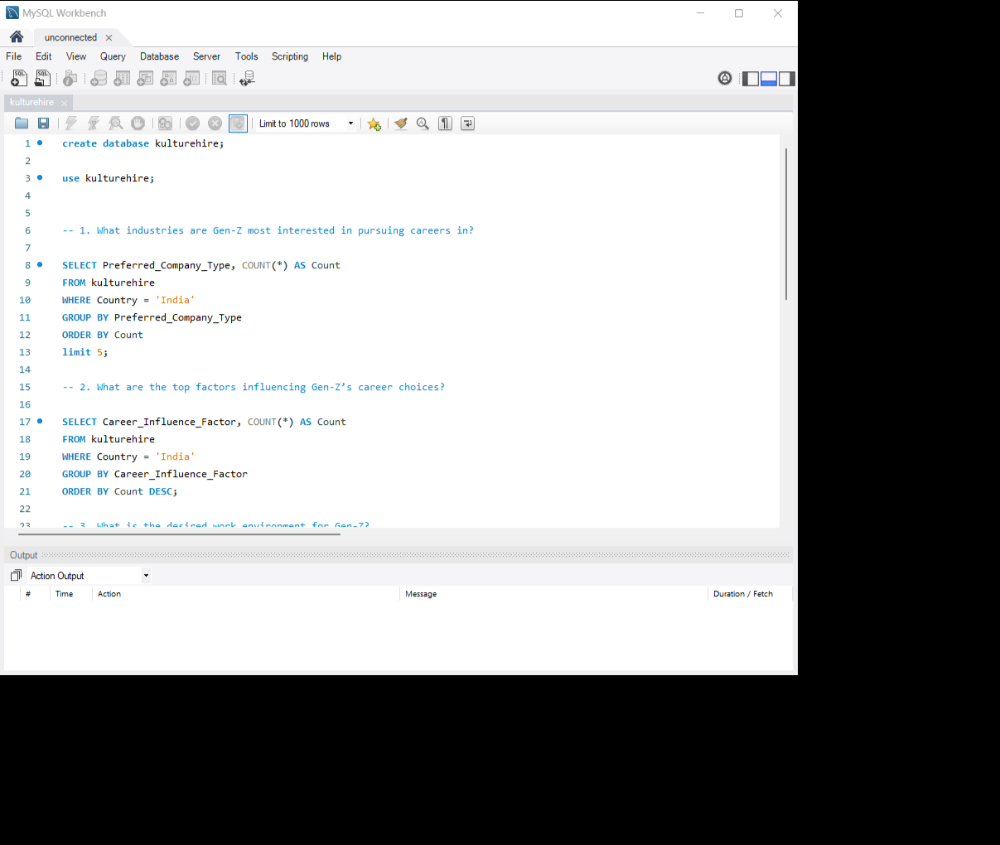 MySQL Workbench
unconnected
File Edit View Query Database Server Tools Scripting Help
SQL SQL
kulturehire
Limit to 1000 rows
1 create database kulturehire;
2
3 use kulturehire;
4
5
6 -- 1. What industries are Gen-Z most interested in pursuing careers in?
7
8 SELECT Preferred_Company_Type, COUNT(*) AS Count
9 FROM kulturehire
10 WHERE Country = 'India'
11 GROUP BY Preferred_Company_Type
12 ORDER BY Count
13 limit 5;
14
15 -- 2. What are the top factors influencing Gen-Z’s career choices?
16
17 SELECT Career_Influence_Factor, COUNT(*) AS Count
18 FROM kulturehire
19 WHERE Country = 'India'
20 GROUP BY Career_Influence_Factor
21 ORDER BY Count DESC;
22
23 -- 3. What is the desired work environment for Gen-Z?
Output
Action Output
# Time Action Message Duration / Fetch